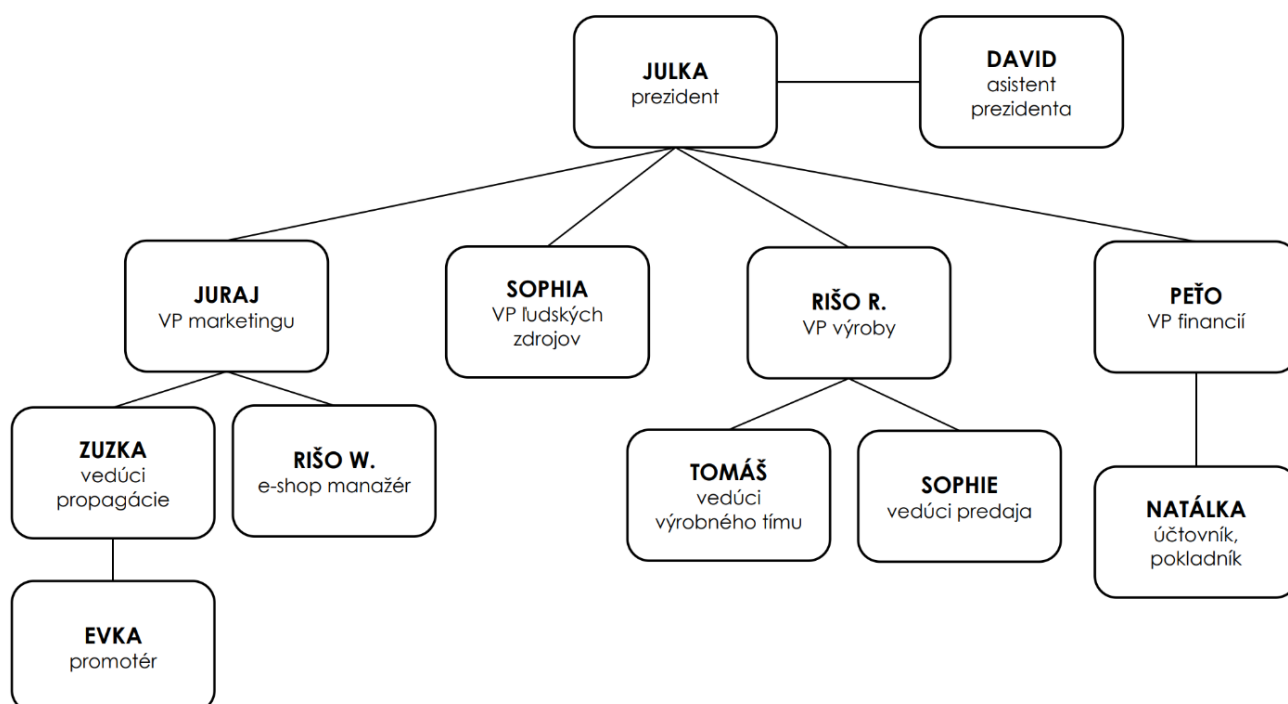 JULKA
prezident
DAVID
asistent
prezidenta
JURAJ
VP marketingu
SOPHIA
VP ľudských
zdrojov
RIŠO R.
VP výroby
PEŤO
VP financií
ZUZKA
vedúci
propagácie
RIŠO W.
e-shop manažér
TOMÁŠ
vedúci
výrobného tímu
SOPHIE
vedúci predaja
NATÁLKA
účtovník,
pokladník
EVKA
promotér